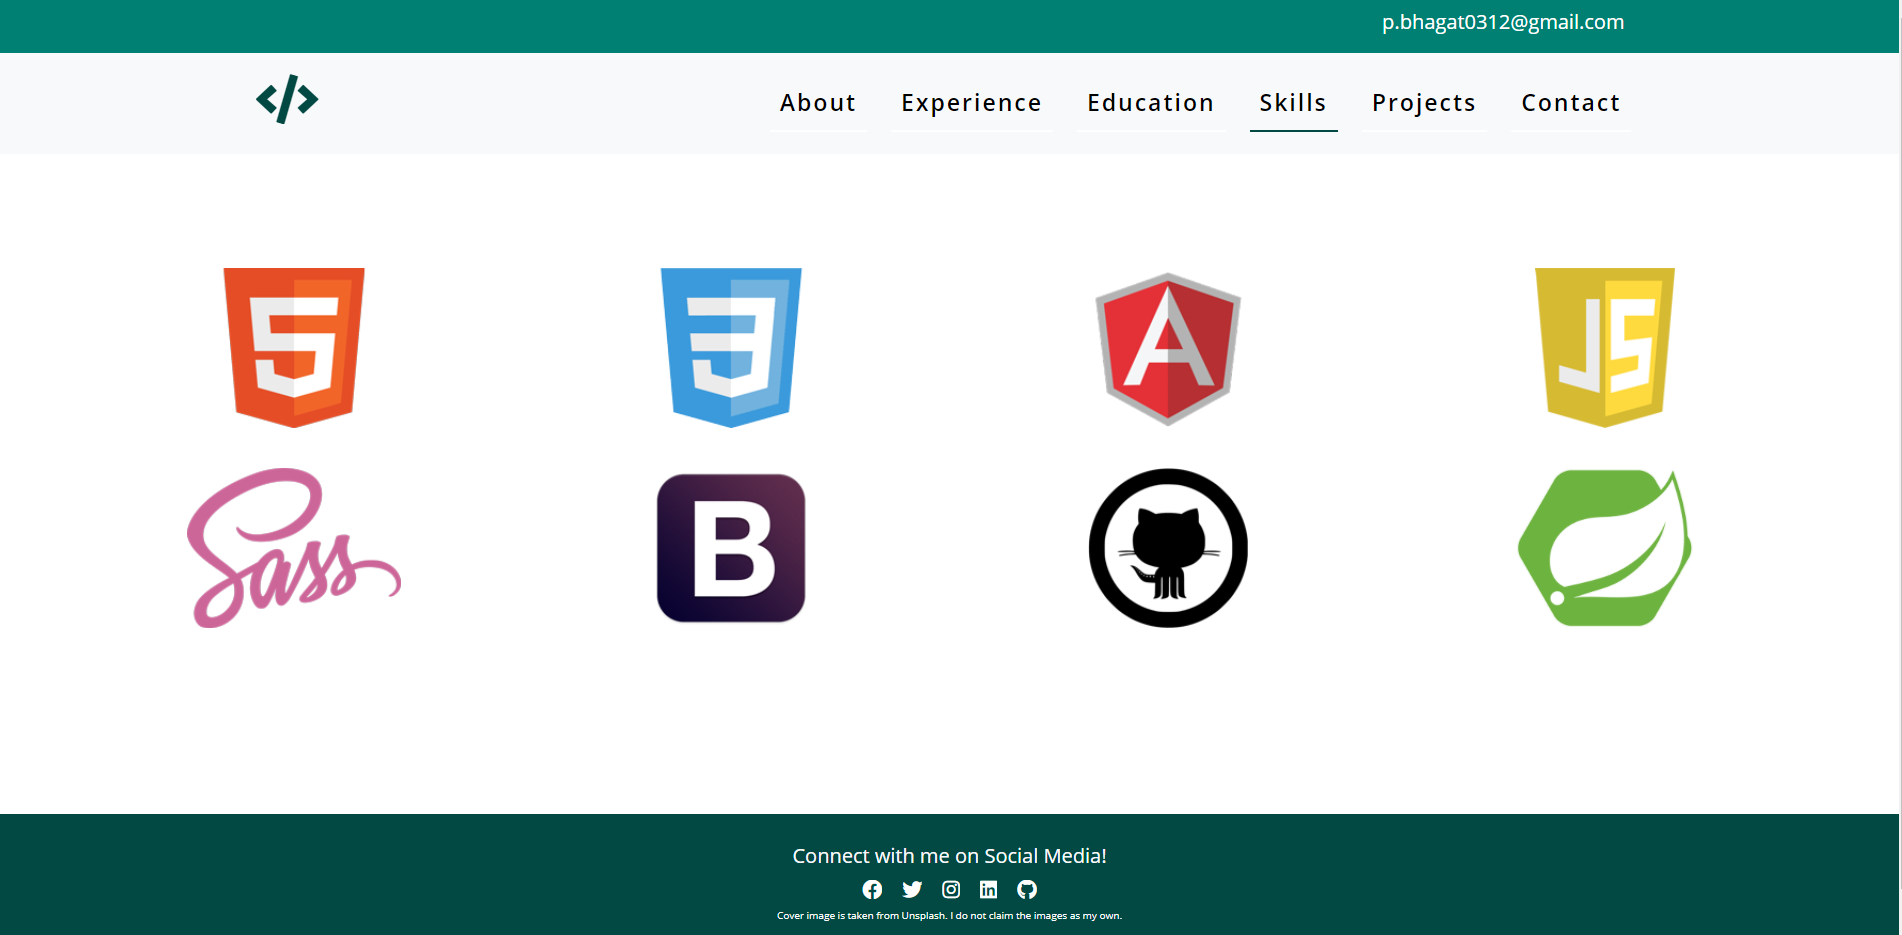 p.bhagat0312@gmail.com
</>
About Experience Education Skills Projects Contact
5 3 A JS
Sass B
Connect with me on Social Media!
Cover image is taken from Unsplash. I do not claim the images as my own.